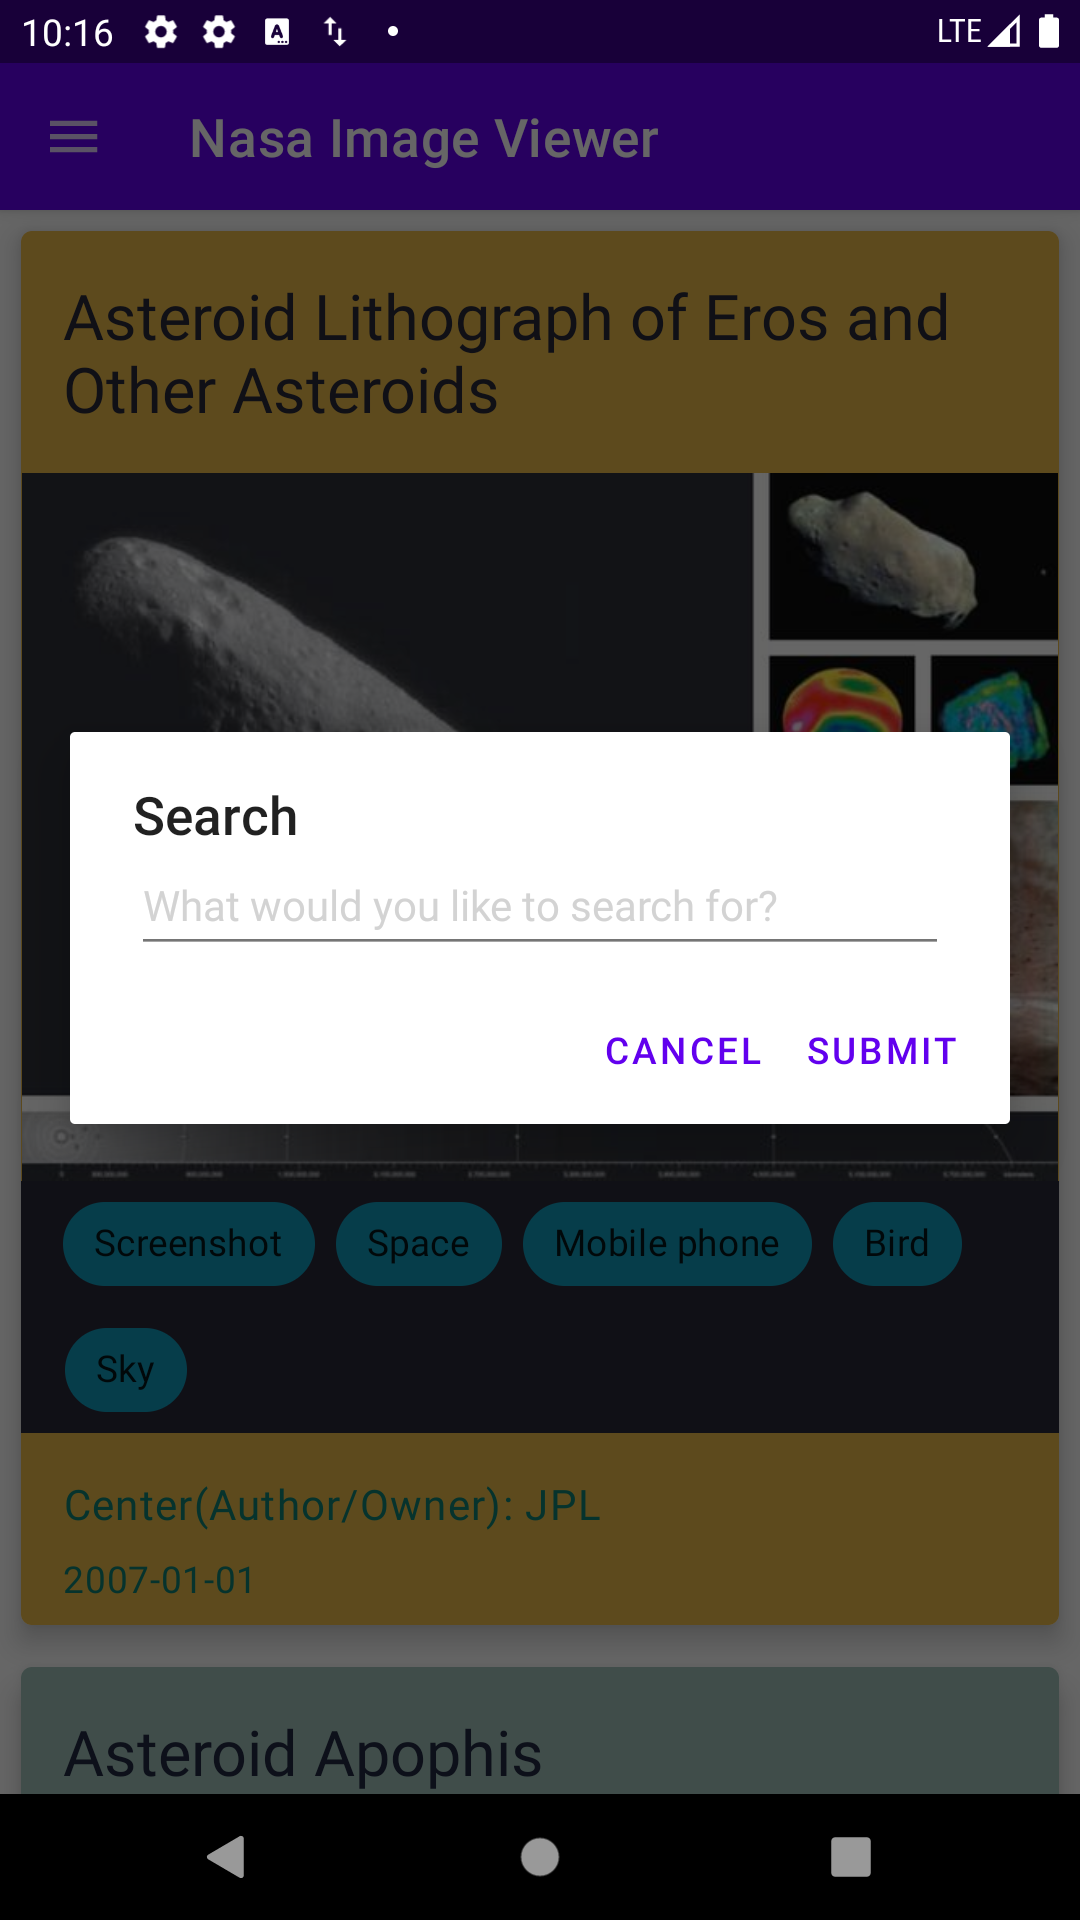 10:16
LTE
Nasa Image Viewer
Asteroid Lithograph of Eros and
Other Asteroids
Search
What would you like to search for?
CANCEL SUBMIT
Screenshot Space Mobile phone Bird
Sky
Center(Author/Owner): JPL
2007-01-01
Asteroid Apophis